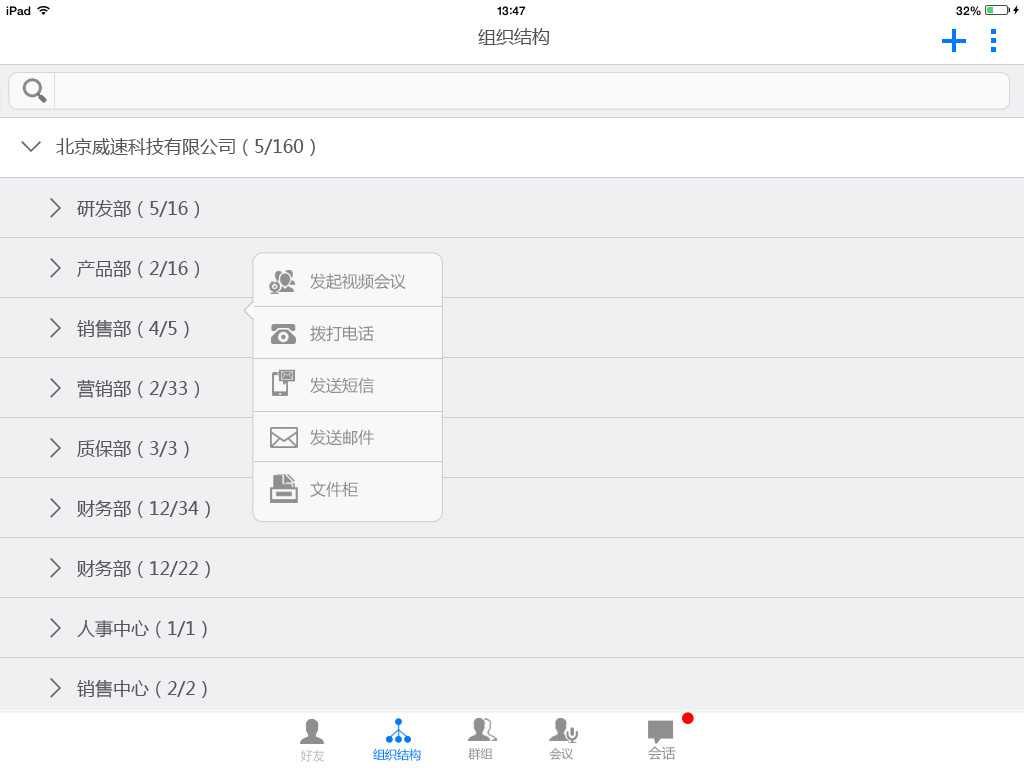 iPad 13:47 32%
组织结构
北京威速科技有限公司（5/160）
研发部（5/16）
产品部（2/16）
销售部（4/5）
营销部（2/33）
质保部（3/3）
财务部（12/34）
财务部（12/22）
人事中心（1/1）
销售中心（2/2）
发起视频会议
拨打电话
发送短信
发送邮件
文件柜
好友 组织结构 群组 会议 会话